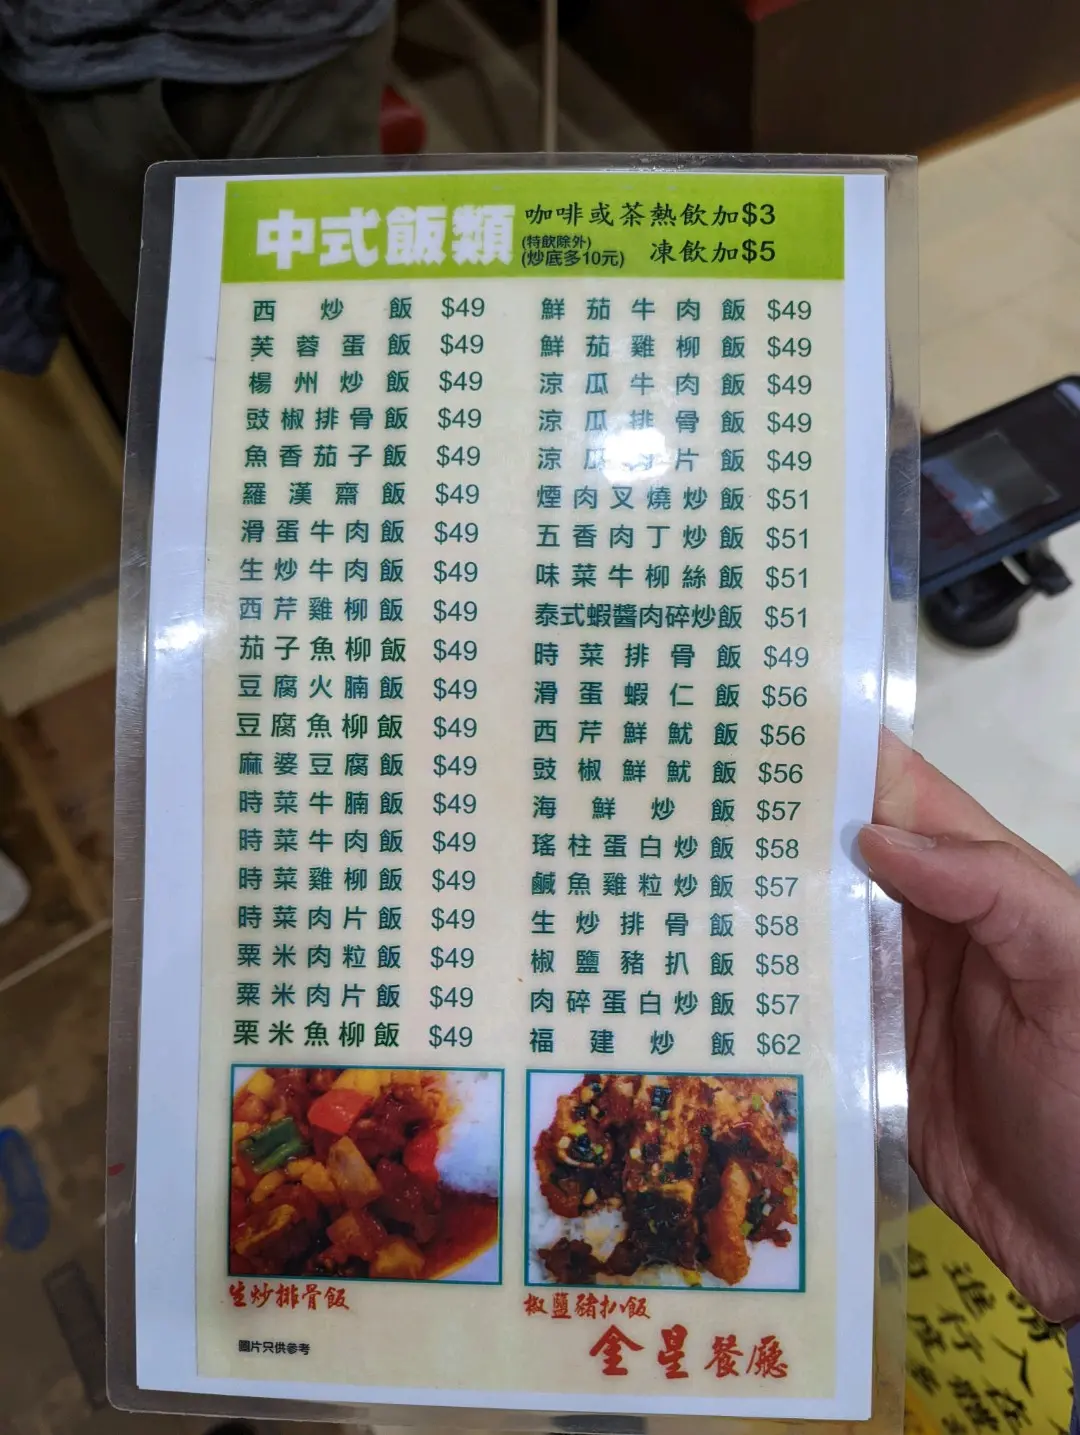 中式飯類
咖啡或茶熱飲加$3
(特飲除外)
(炒底多10元)
凍飲加$5
西炒飯 $49
芙蓉蛋飯 $49
楊州炒飯 $49
豉椒排骨飯 $49
魚香茄子飯 $49
羅漢齋飯 $49
滑蛋牛肉飯 $49
生炒牛肉飯 $49
西芹雞柳飯 $49
茄子魚柳飯 $49
豆腐火腩飯 $49
豆腐魚柳飯 $49
麻婆豆腐飯 $49
時菜牛腩飯 $49
時菜牛肉飯 $49
時菜雞柳飯 $49
時菜肉片飯 $49
粟米肉粒飯 $49
粟米肉片飯 $49
栗米魚柳飯 $49
鮮茄牛肉飯 $49
鮮茄雞柳飯 $49
涼瓜牛肉飯 $49
涼瓜排骨飯 $49
涼瓜肉片飯 $49
煙肉叉燒炒飯 $51
五香肉丁炒飯 $51
味菜牛柳絲飯 $51
泰式蝦醬肉碎炒飯 $51
時菜排骨飯 $49
滑蛋蝦仁飯 $56
西芹鮮魷飯 $56
豉椒鮮魷飯 $56
海鮮炒飯 $57
瑤柱蛋白炒飯 $58
鹹魚雞粒炒飯 $57
生炒排骨飯 $58
椒鹽豬扒飯 $58
肉碎蛋白炒飯 $57
福建炒飯 $62
生炒排骨飯
椒鹽豬扒飯
圖片只供參考
金星餐廳